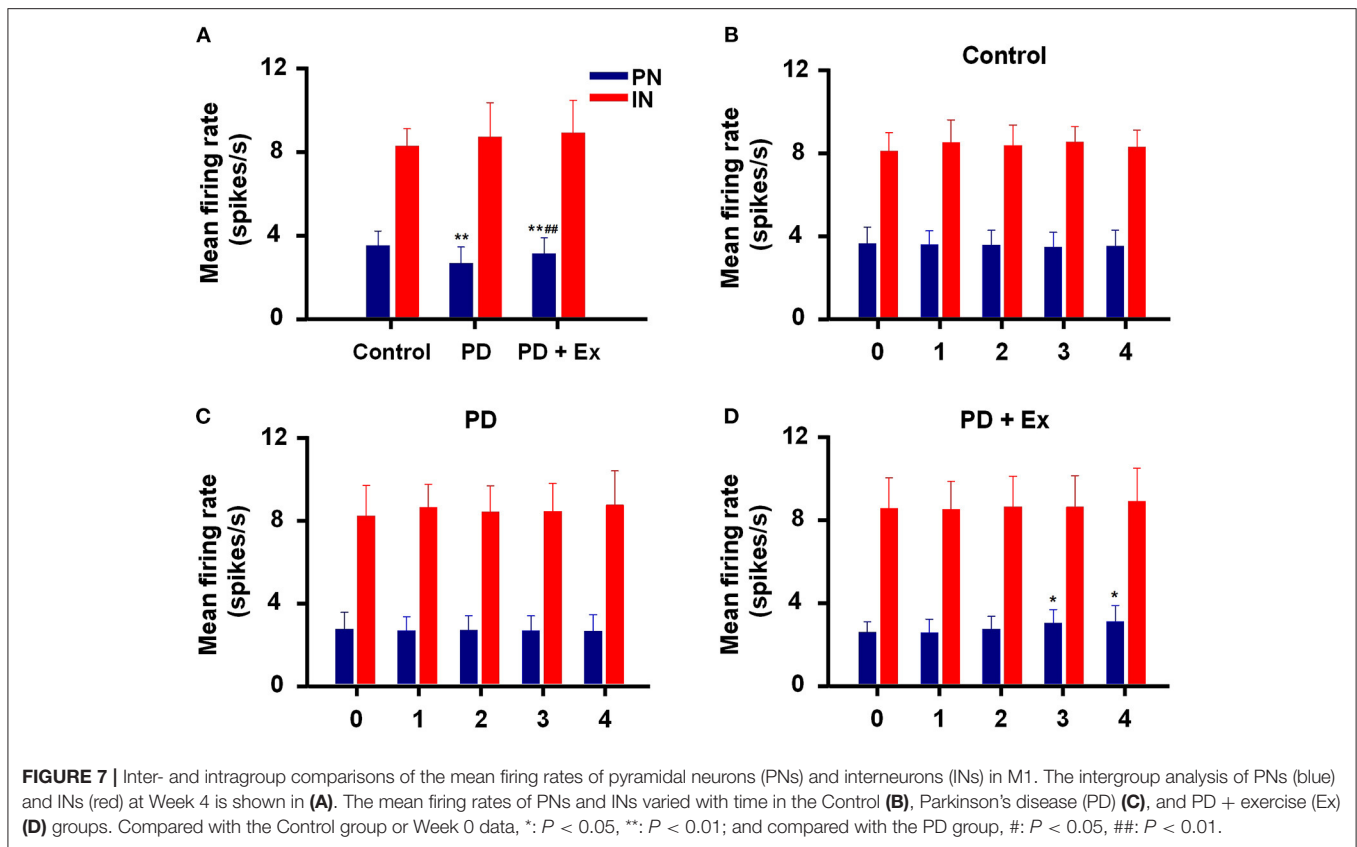 A
12
8
4
0
Mean firing rate
(spikes/s)
PN
IN
**
**##
Control PD PD + Ex
B
Control
12
8
4
0
Mean firing rate
(spikes/s)
0 1 2 3 4
C
PD
12
8
4
0
Mean firing rate
(spikes/s)
0 1 2 3 4
D
PD + Ex
12
8
4
0
Mean firing rate
(spikes/s)
* *
0 1 2 3 4
FIGURE 7 | Inter- and intragroup comparisons of the mean firing rates of pyramidal neurons (PNs) and interneurons (INs) in M1. The intergroup analysis of PNs (blue)
and INs (red) at Week 4 is shown in (A). The mean firing rates of PNs and INs varied with time in the Control (B), Parkinson's disease (PD) (C), and PD + exercise (Ex)
(D) groups. Compared with the Control group or Week 0 data, *: P < 0.05, **: P < 0.01; and compared with the PD group, #: P < 0.05, ##: P < 0.01.